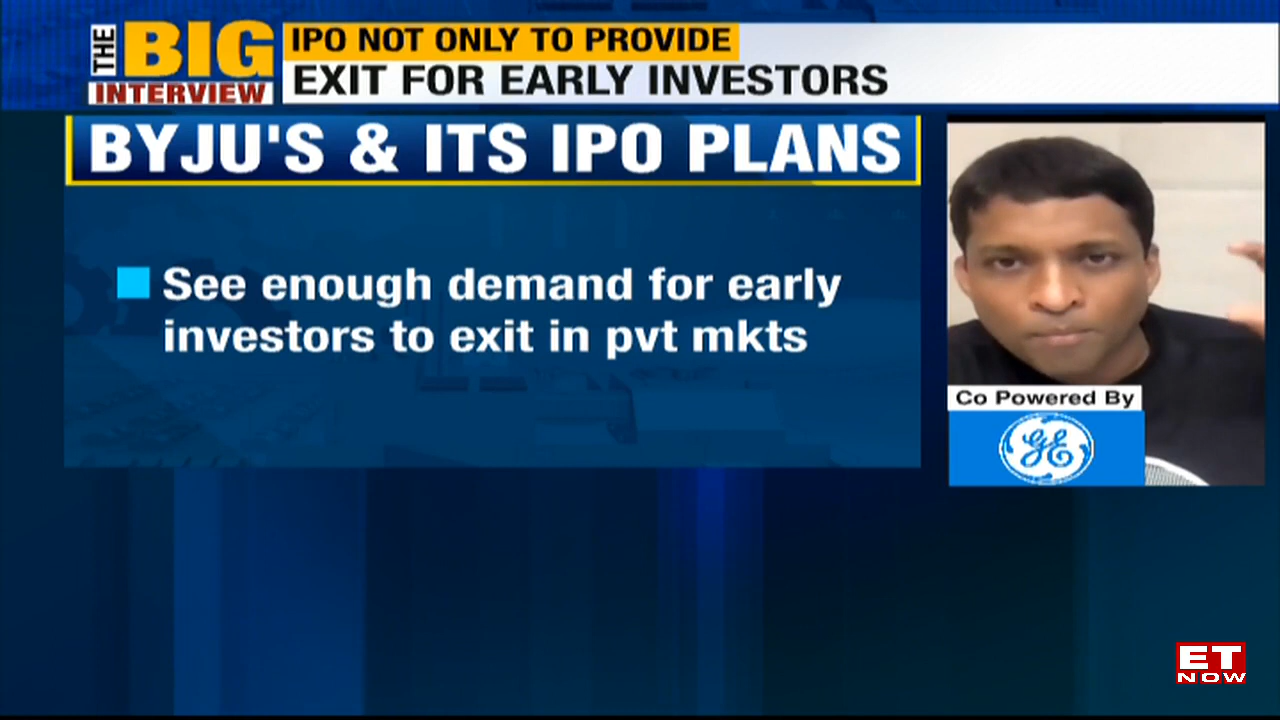 THE
BIG
INTERVIEW
IPO NOT ONLY TO PROVIDE
EXIT FOR EARLY INVESTORS
BYJU'S & ITS IPO PLANS
See enough demand for early
investors to exit in pvt mkts
Co Powered By
GE
ET
NOW